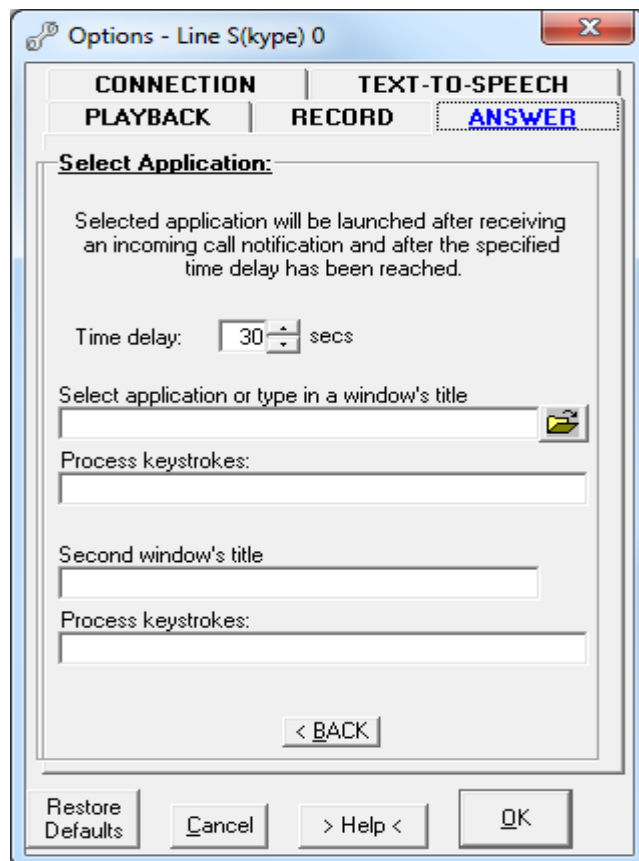 Options - Line S(kype) 0
CONNECTION TEXT-TO-SPEECH
PLAYBACK RECORD ANSWER
Select Application:
Selected application will be launched after receiving
an incoming call notification and after the specified
time delay has been reached.
Time delay: 30 secs
Select application or type in a window's title
Process keystrokes:
Second window's title
Process keystrokes:
< BACK
Restore
Defaults
Cancel
> Help <
OK